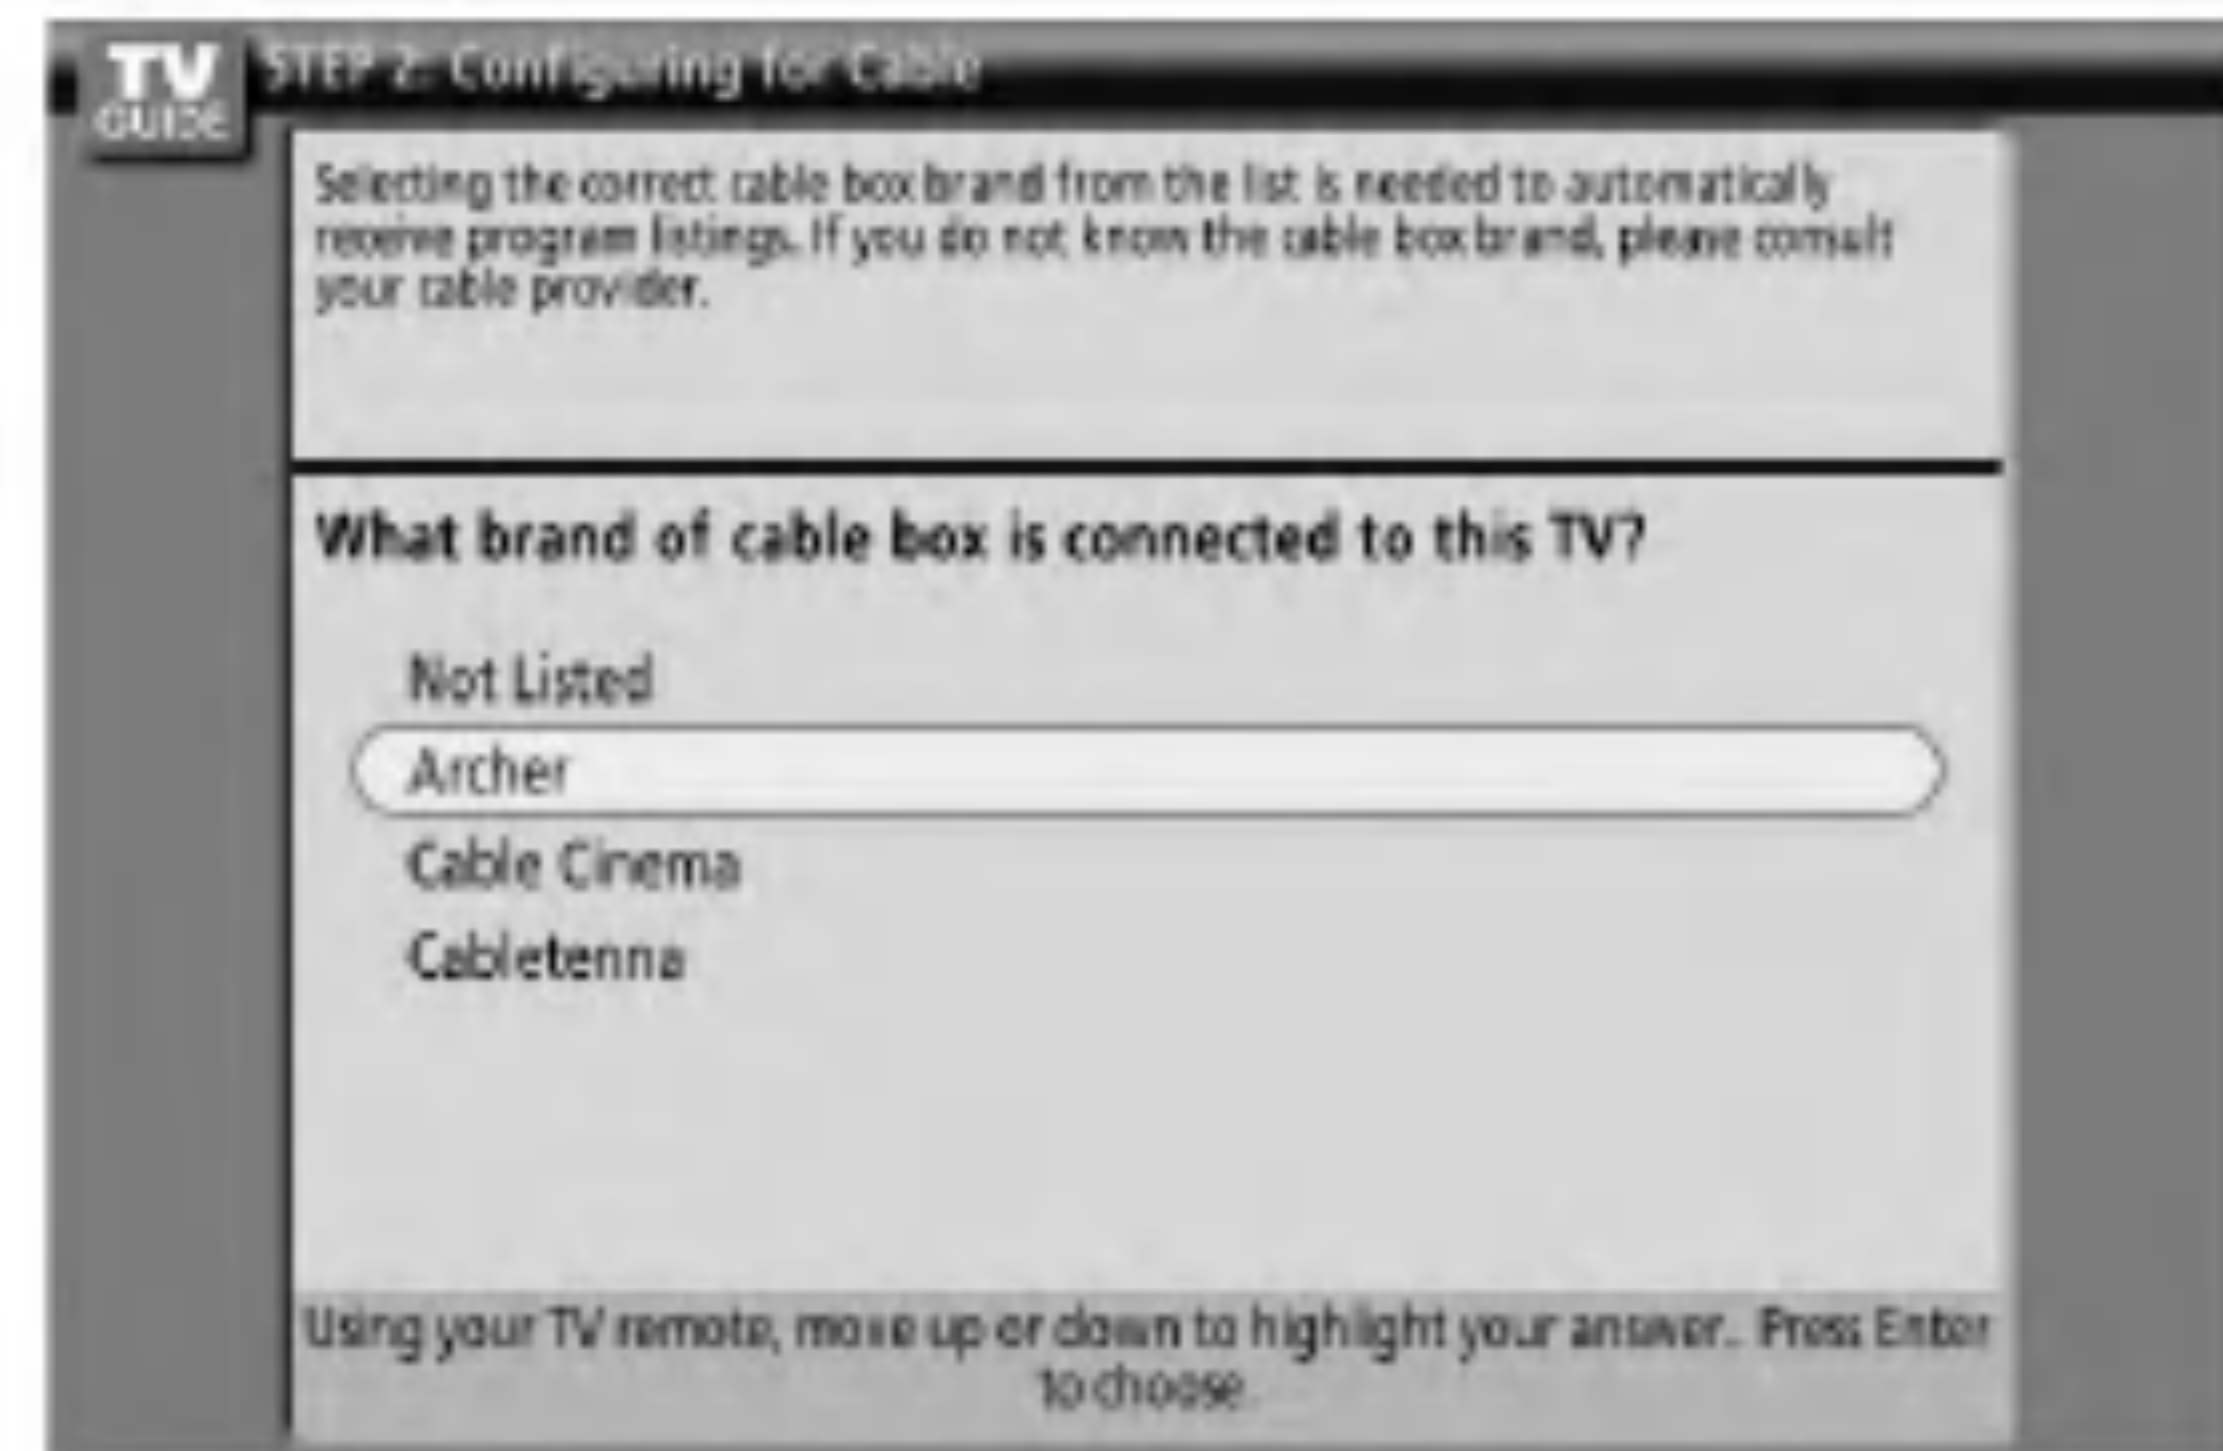 TV
GUIDE
STEP 2: Configuring for Cable
Selecting the correct cable box brand from the list is needed to automatically
receive program listings. If you do not know the cable box brand, please consult
your cable provider.
What brand of cable box is connected to this TV?
Not Listed
Archer
Cable Cinema
Cabletenna
Using your TV remote, move up or down to highlight your answer. Press Enter
to choose.